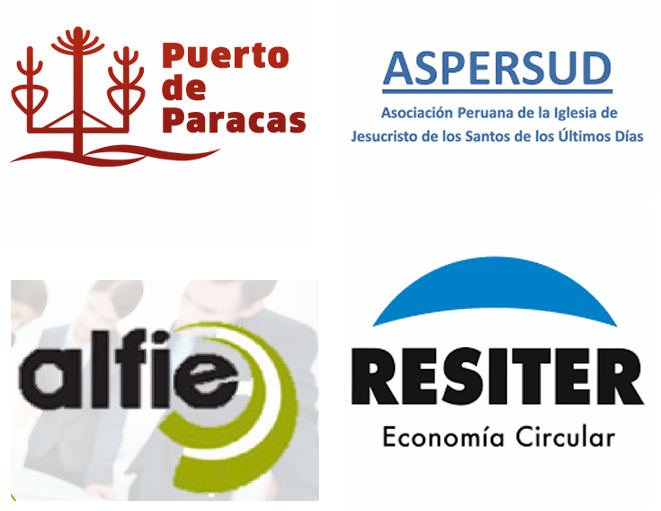 Puerto
de
Paracas
ASPERSUD
Asociación Peruana de la Iglesia de
Jesucristo de los Santos de los Últimos Días
alfie
RESITER
Economía Circular